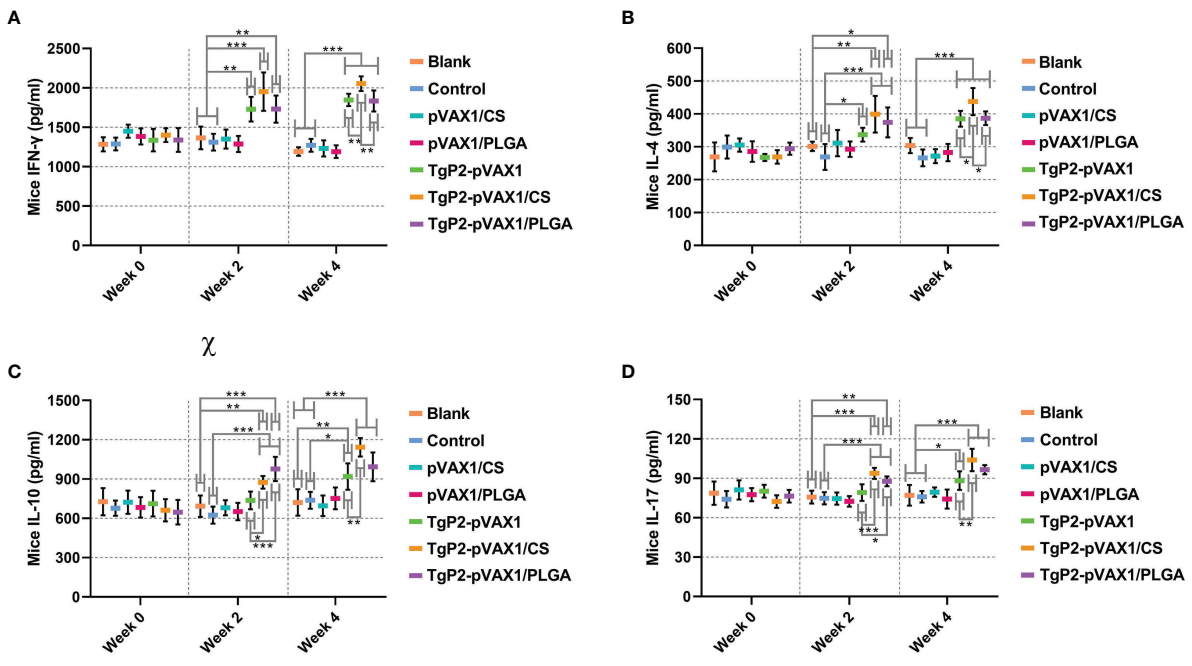 A
Mice IFN-γ (pg/ml)
2500
2000
1500
1000
500
0
**
***
**
***
**
**
Week 0
Week 2
Week 4
Blank
Control
pVAX1/CS
pVAX1/PLGA
TgP2-pVAX1
TgP2-pVAX1/CS
TgP2-pVAX1/PLGA
B
Mice IL-4 (pg/ml)
600
500
400
300
200
100
0
*
**
***
*
***
*
*
Week 0
Week 2
Week 4
Blank
Control
pVAX1/CS
pVAX1/PLGA
TgP2-pVAX1
TgP2-pVAX1/CS
TgP2-pVAX1/PLGA
χ
C
Mice IL-10 (pg/ml)
1500
1200
900
600
300
0
***
**
***
*
***
***
**
*
**
Week 0
Week 2
Week 4
Blank
Control
pVAX1/CS
pVAX1/PLGA
TgP2-pVAX1
TgP2-pVAX1/CS
TgP2-pVAX1/PLGA
D
Mice IL-17 (pg/ml)
150
120
90
60
30
0
**
***
***
***
*
***
*
**
Week 0
Week 2
Week 4
Blank
Control
pVAX1/CS
pVAX1/PLGA
TgP2-pVAX1
TgP2-pVAX1/CS
TgP2-pVAX1/PLGA